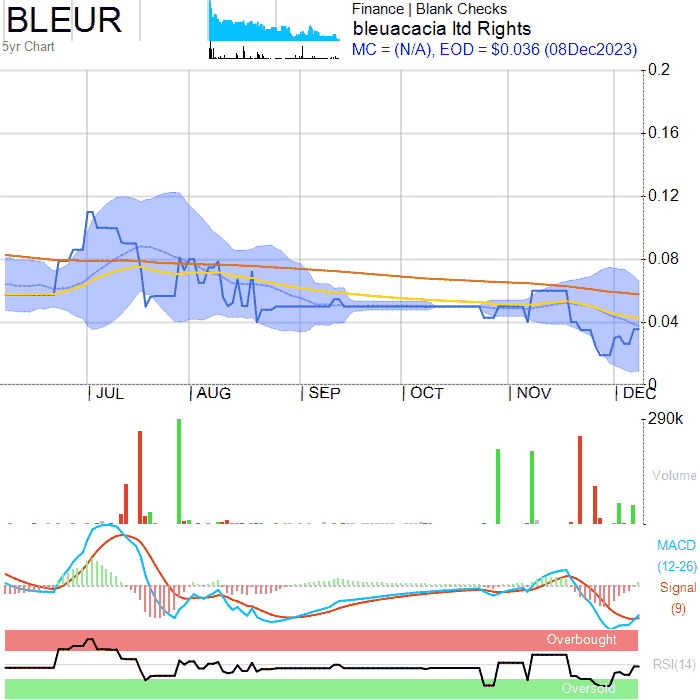 BLEUR
5yr Chart
Finance | Blank Checks
bleuacacia ltd Rights
MC = (N/A), EOD = $0.036 (08Dec2023)
0.2
0.16
0.12
0.08
0.04
0
JUL AUG SEP OCT NOV DEC
290k
Volume
MACD
(12-26)
Signal
(9)
Overbought
RSI(14)
Oversold